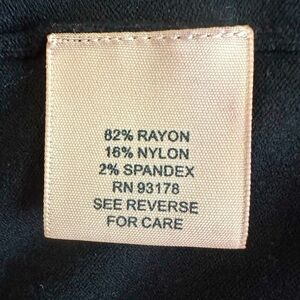 82% RAYON
16% NYLON
2% SPANDEX
RN 93178
SEE REVERSE
FOR CARE